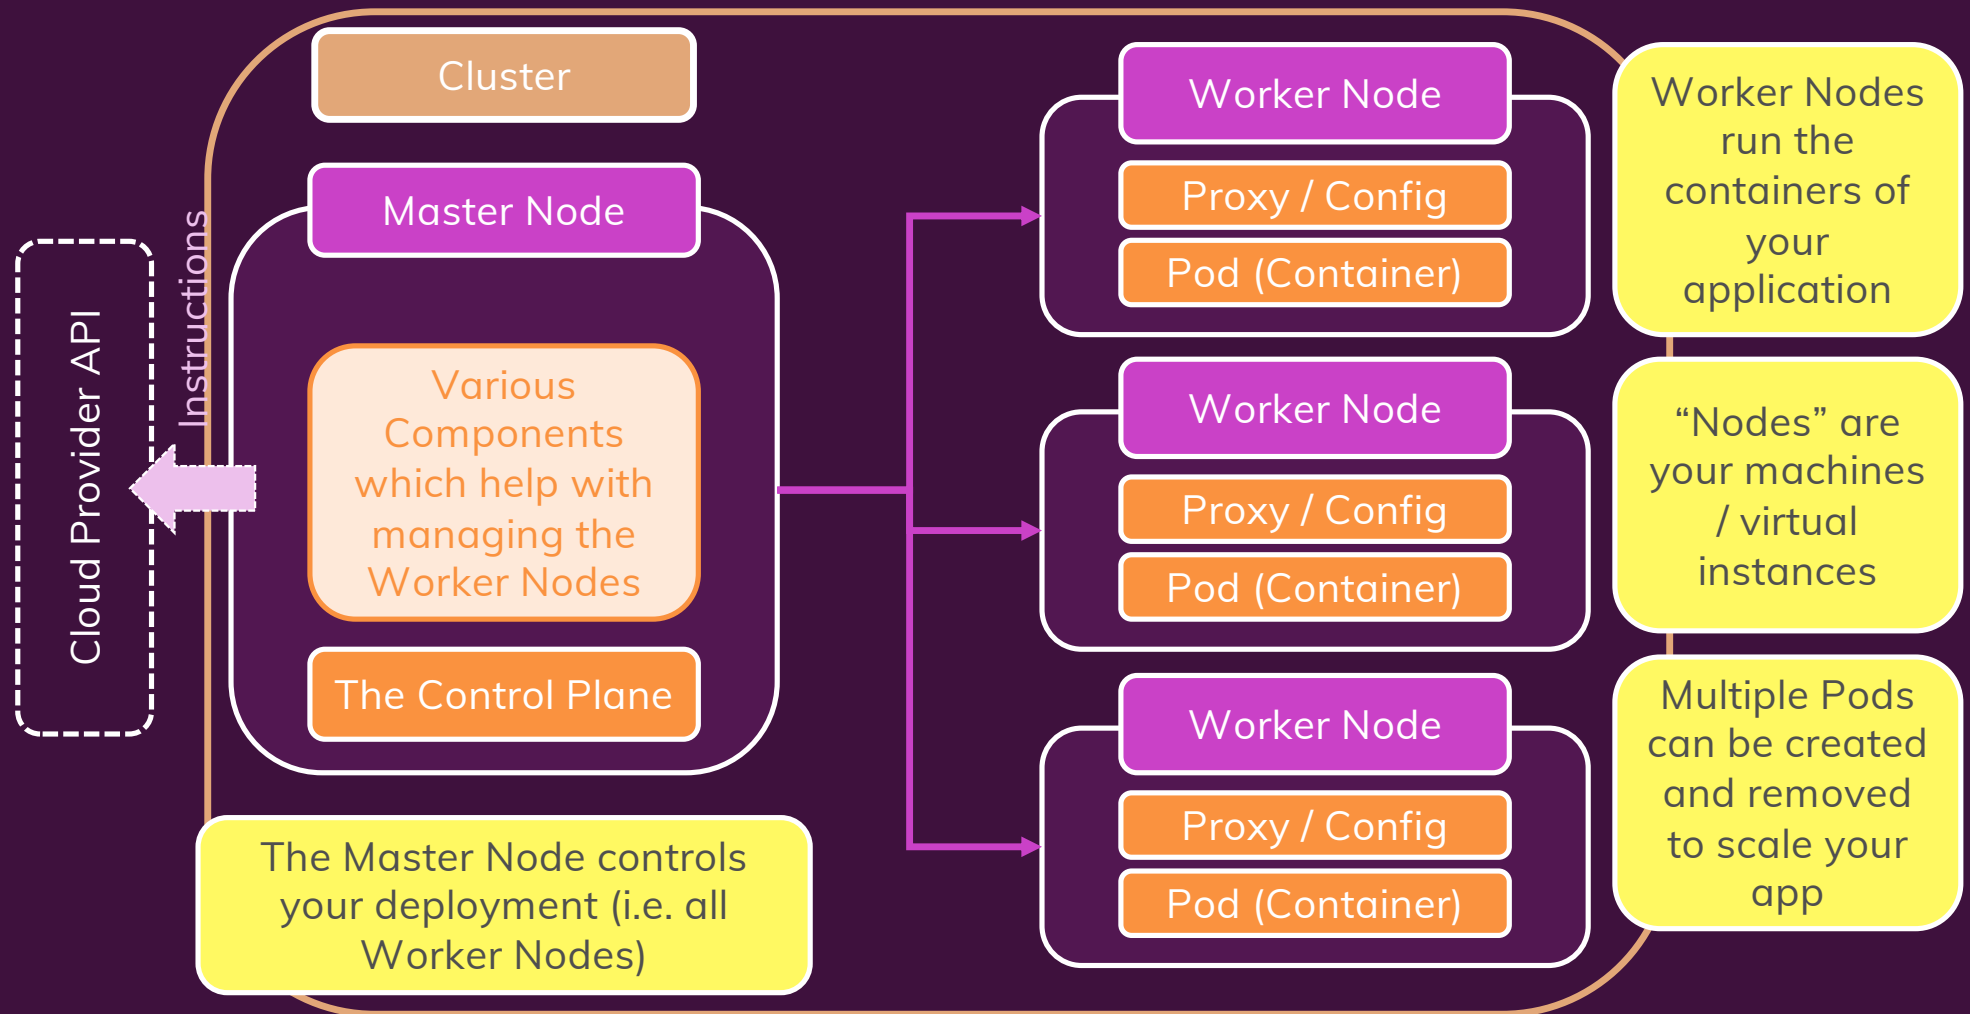 Cluster
Master Node
Instructions
Cloud Provider API
Various
Components
which help with
managing the
Worker Nodes
The Control Plane
The Master Node controls
your deployment (i.e. all
Worker Nodes)
Worker Node
Proxy / Config
Pod (Container)
Worker Node
Proxy / Config
Pod (Container)
Worker Node
Proxy / Config
Pod (Container)
Worker Nodes
run the
containers of
your
application
“Nodes” are
your machines
/ virtual
instances
Multiple Pods
can be created
and removed
to scale your
app